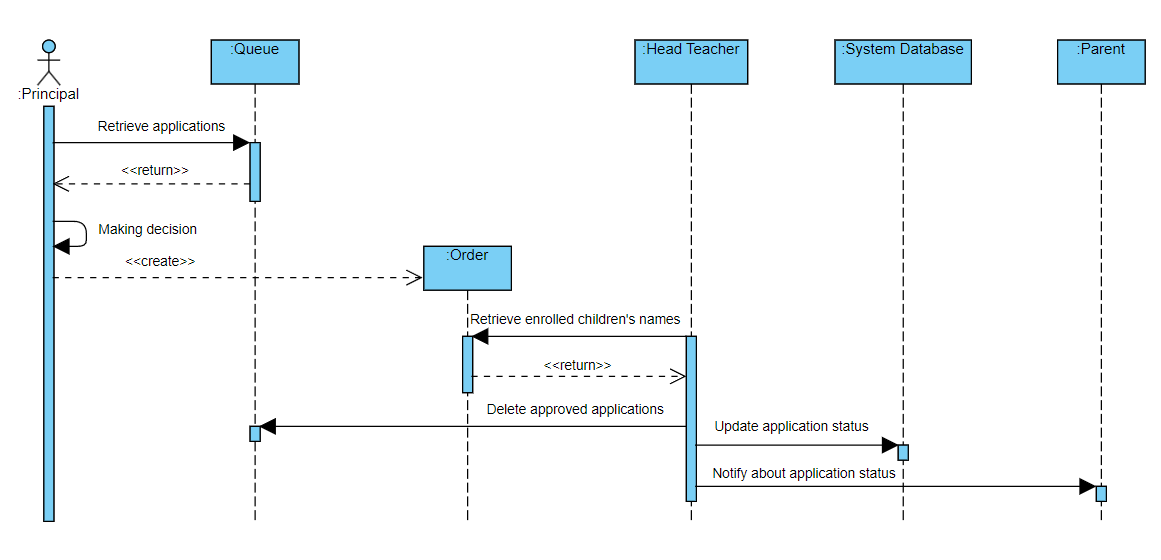 :Queue
:Head Teacher
:System Database
:Parent
:Principal
Retrieve applications
<<return>>
Making decision
<<create>>
:Order
Retrieve enrolled children's names
<<return>>
Delete approved applications
Update application status
Notify about application status